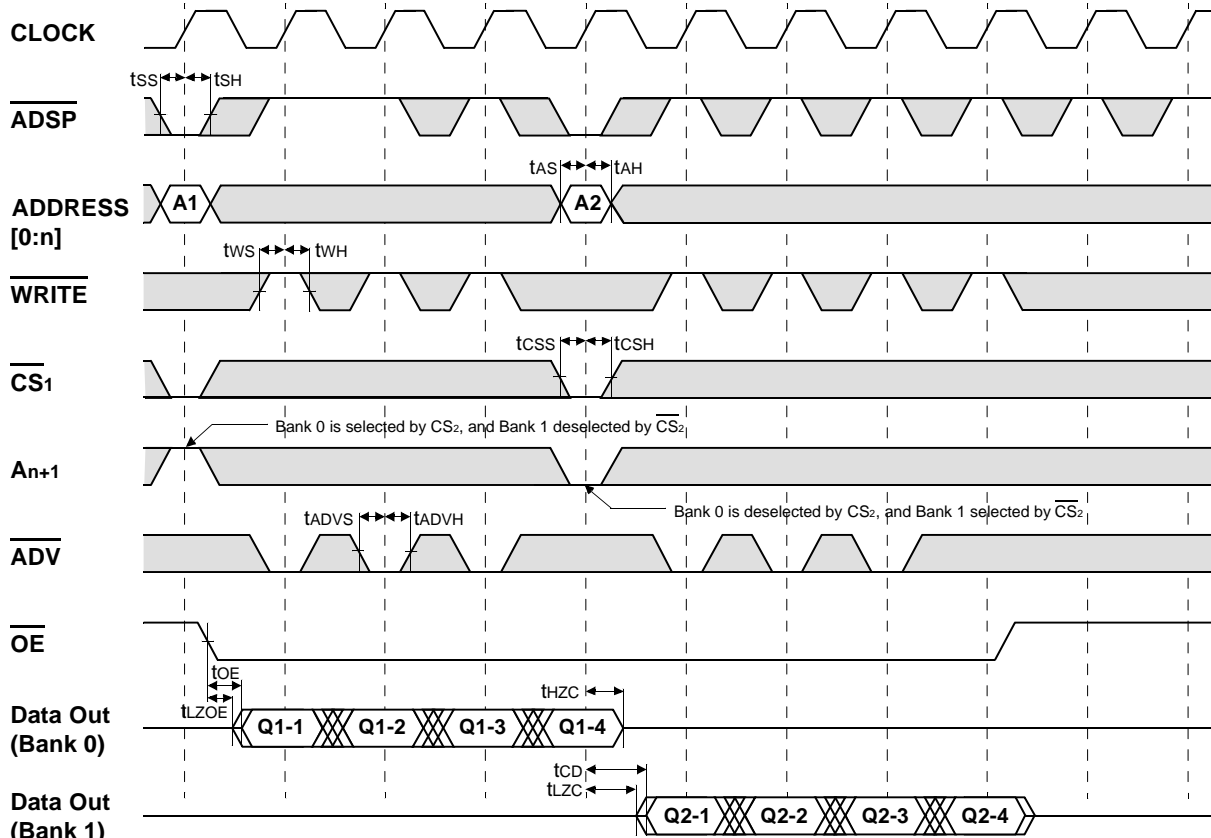 CLOCK
tSS tSH
ADSP
tAS tAH
ADDRESS
[0:n]
A1 A2
tWS tWH
WRITE
tCSS tCSH
CS1
Bank 0 is selected by CS2, and Bank 1 deselected by CS2
An+1
Bank 0 is deselected by CS2, and Bank 1 selected by CS2
tADVS tADVH
ADV
OE
tOE
tHZC
tLZOE
Data Out
(Bank 0)
Q1-1 Q1-2 Q1-3 Q1-4
tCD
tLZC
Data Out
(Bank 1)
Q2-1 Q2-2 Q2-3 Q2-4